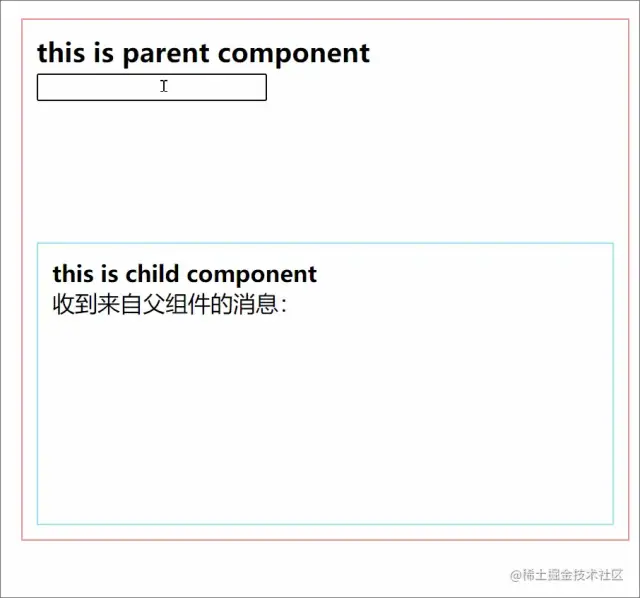 this is parent component
this is child component
收到来自父组件的消息：
@稀土掘金技术社区